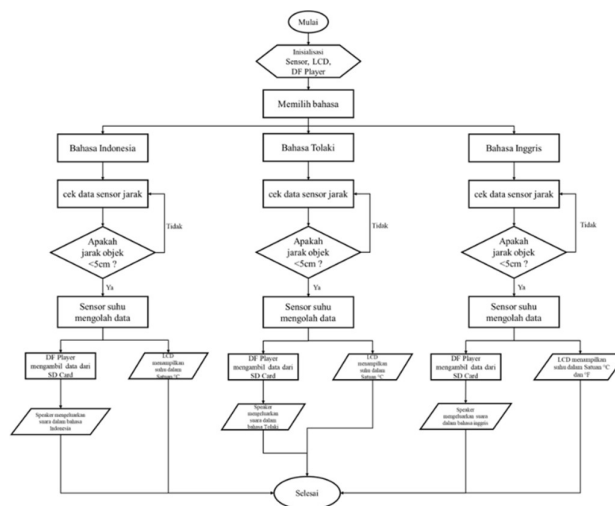 Mulai
Inisialisasi
Sensor, LCD,
DF Player
Memilih bahasa
Bahasa Indonesia
Bahasa Tolaki
Bahasa Inggris
cek data sensor jarak
cek data sensor jarak
cek data sensor jarak
Tidak
Tidak
Tidak
Apakah
jarak objek
<5cm ?
Apakah
jarak objek
<5cm ?
Apakah
jarak objek
<5cm ?
Ya
Ya
Ya
Sensor suhu
mengolah data
Sensor suhu
mengolah data
Sensor suhu
mengolah data
DF Player
mengambil data dari
SD Card
LCD
menampilkan
suhu dalam
Satuan °C
DF Player
mengambil data dari
SD Card
LCD
menampilkan
suhu dalam
Satuan °C
DF Player
mengambil data dari
SD Card
LCD menampilkan
suhu dalam Satuan °C
dan °F
Speaker mengeluarkan
suara dalam bahasa
Indonesia
Speaker
mengeluarkan
suara dalam
bahasa Tolaki
Speaker
mengeluarkan suara
dalam bahasa inggris
Selesai